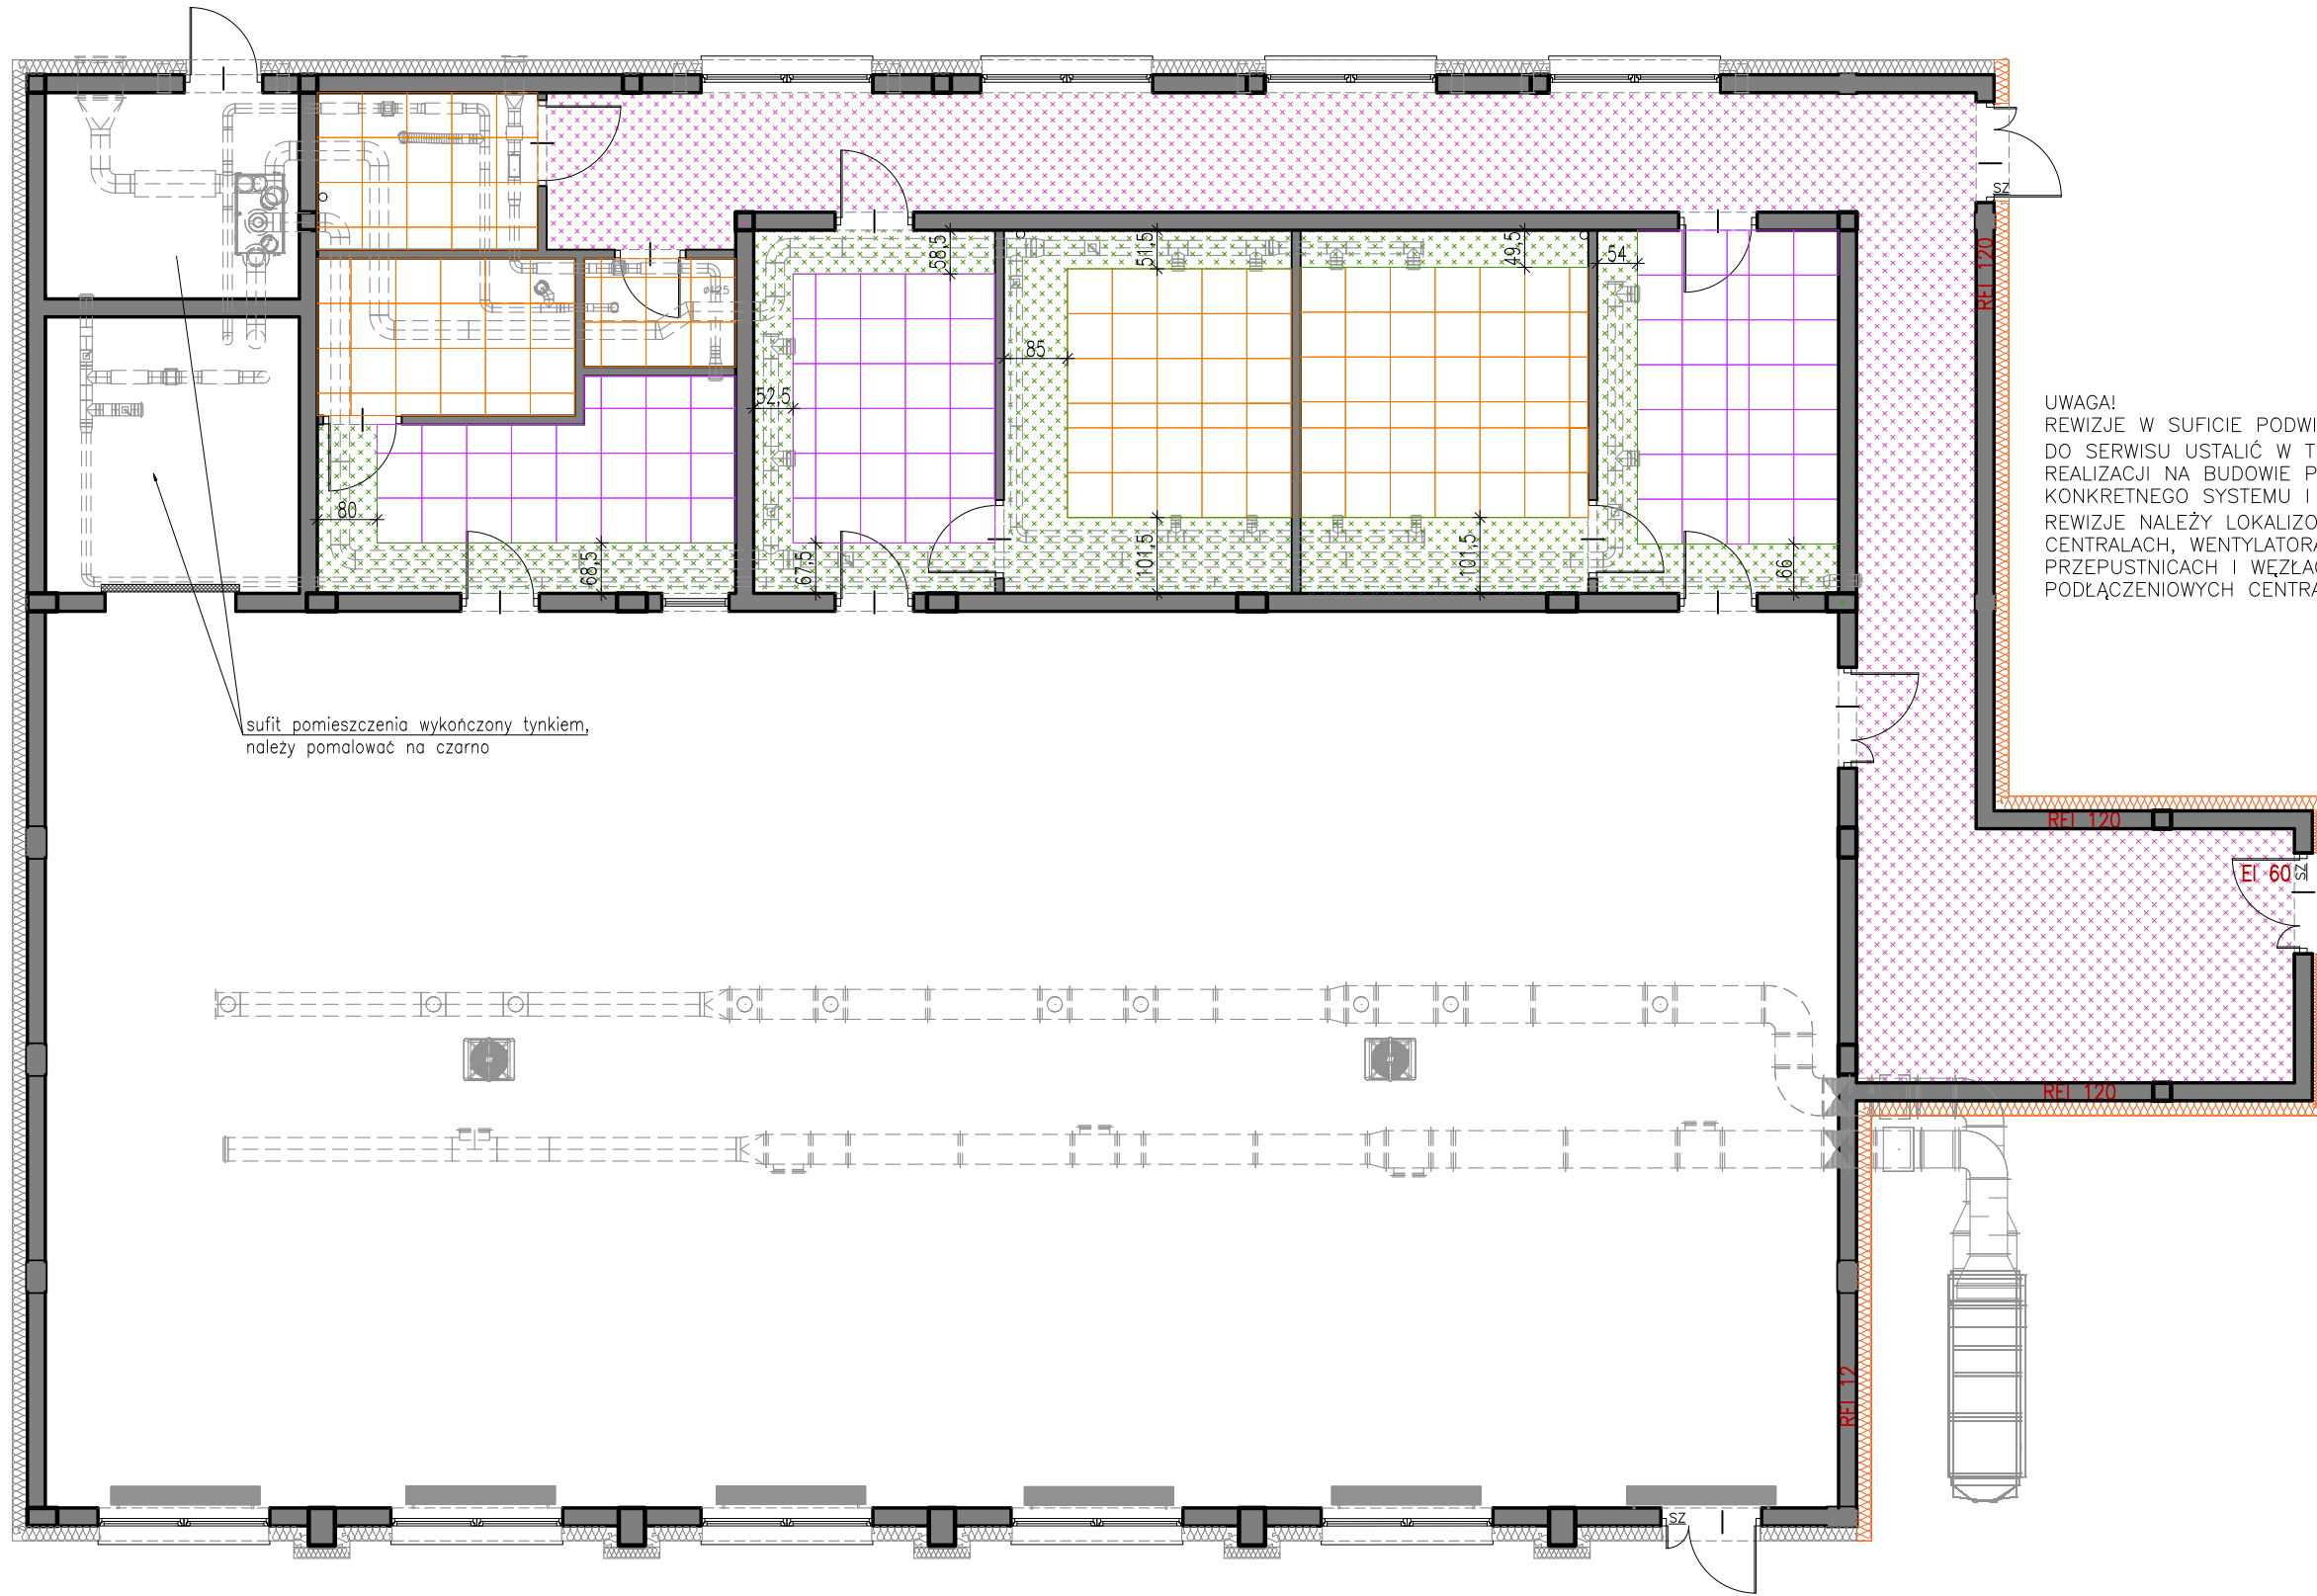 SZ
REI 120
ø125
68,5
51,5
49,5
54
85
52,5
80
68,5
67,5
101,5
101,5
66
UWAGA!
REWIZJE W SUFICIE PODWI
DO SERWISU USTALIĆ W T
REALIZACJI NA BUDOWIE P
KONKRETNEGO SYSTEMU I
REWIZJE NALEŻY LOKALIZO
CENTRALACH, WENTYLATORA
PRZEPUSTNICACH I WĘZŁAC
PODŁĄCZENIOWYCH CENTRA
sufit pomieszczenia wykończony tynkiem,
należy pomalować na czarno
REI 120
EI 60
SZ
REI 120
REI 12
SZ